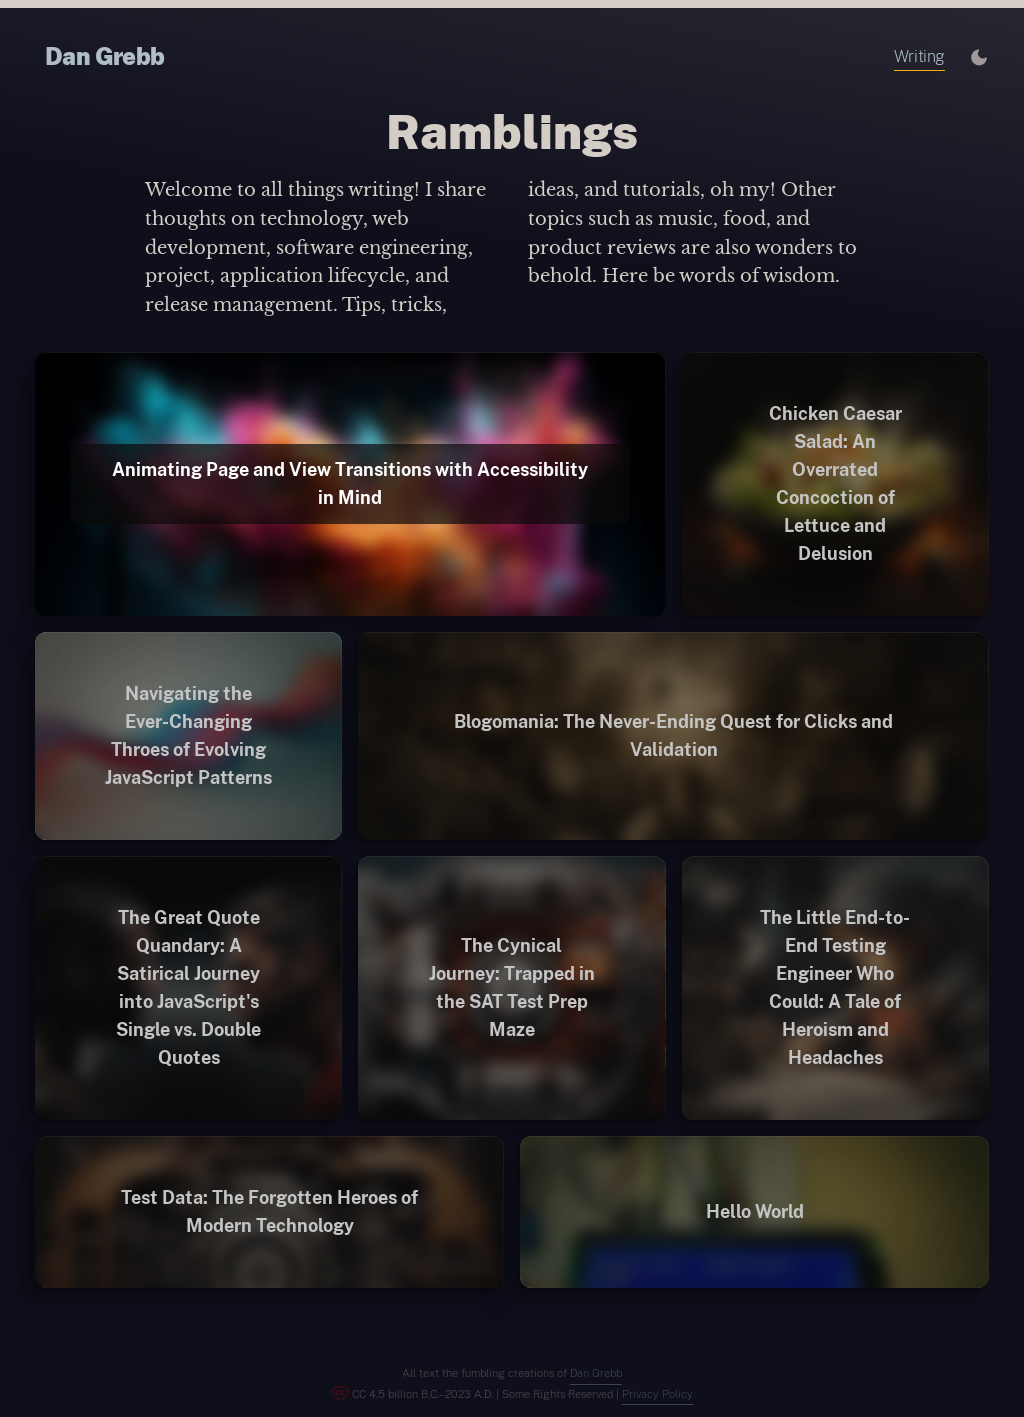 Dan Grebb
Writing
Ramblings
Welcome to all things writing! I share
thoughts on technology, web
development, software engineering,
project, application lifecycle, and
release management. Tips, tricks,
ideas, and tutorials, oh my! Other
topics such as music, food, and
product reviews are also wonders to
behold. Here be words of wisdom.
Animating Page and View Transitions with Accessibility
in Mind
Chicken Caesar
Salad: An
Overrated
Concoction of
Lettuce and
Delusion
Navigating the
Ever-Changing
Throes of Evolving
JavaScript Patterns
Blogomania: The Never-Ending Quest for Clicks and
Validation
The Great Quote
Quandary: A
Satirical Journey
into JavaScript's
Single vs. Double
Quotes
The Cynical
Journey: Trapped in
the SAT Test Prep
Maze
The Little End-to-
End Testing
Engineer Who
Could: A Tale of
Heroism and
Headaches
Test Data: The Forgotten Heroes of
Modern Technology
Hello World
All text the fumbling creations of Dan Grebb
CC 4.5 billion B.C.–2023 A.D. | Some Rights Reserved | Privacy Policy